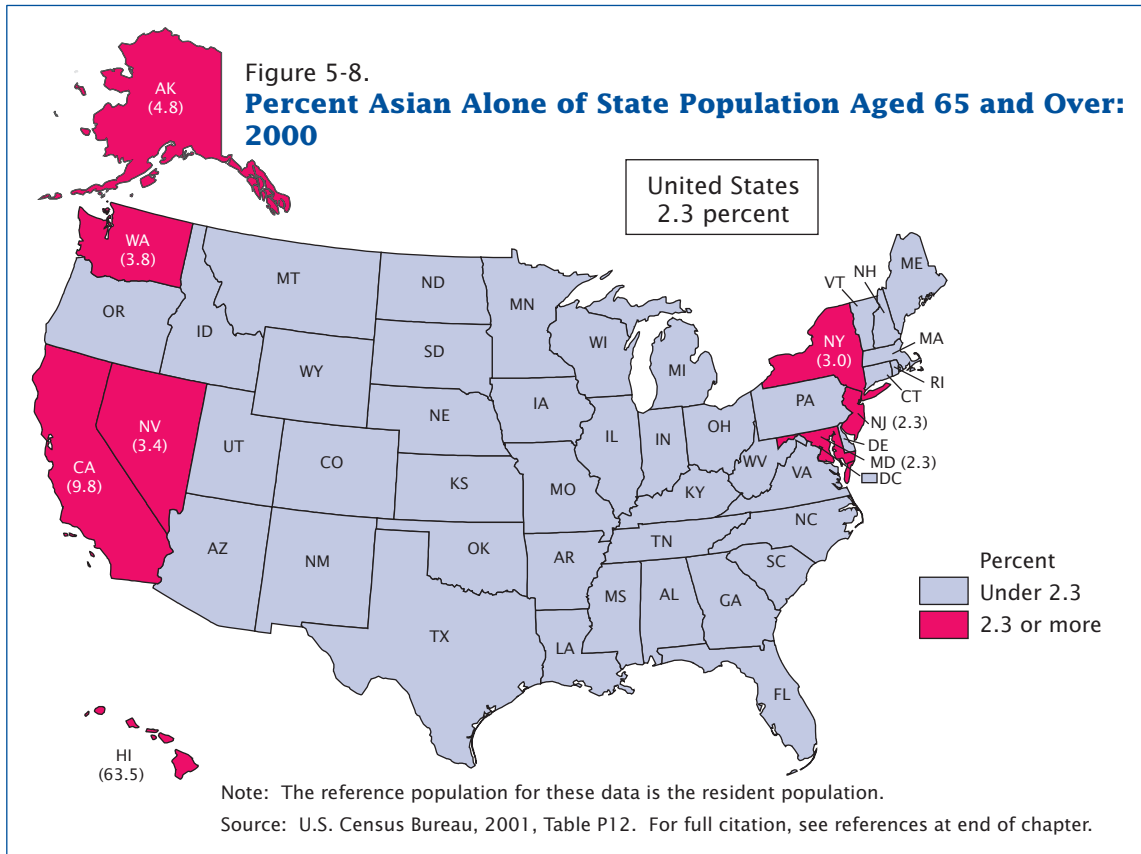 Figure 5-8.
Percent Asian Alone of State Population Aged 65 and Over:
2000
United States
2.3 percent
AK
(4.8)
WA
(3.8)
OR
CA
(9.8)
NV
(3.4)
ID
MT
WY
UT
CO
AZ
NM
ND
SD
NE
KS
OK
TX
MN
IA
MO
AR
LA
WI
IL
MI
IN
OH
KY
TN
MS
AL
GA
FL
SC
NC
VA
WV
PA
NY
(3.0)
VT
NH
ME
MA
RI
CT
NJ (2.3)
DE
MD (2.3)
DC
HI
(63.5)
Percent
Under 2.3
2.3 or more
Note: The reference population for these data is the resident population.
Source: U.S. Census Bureau, 2001, Table P12. For full citation, see references at end of chapter.